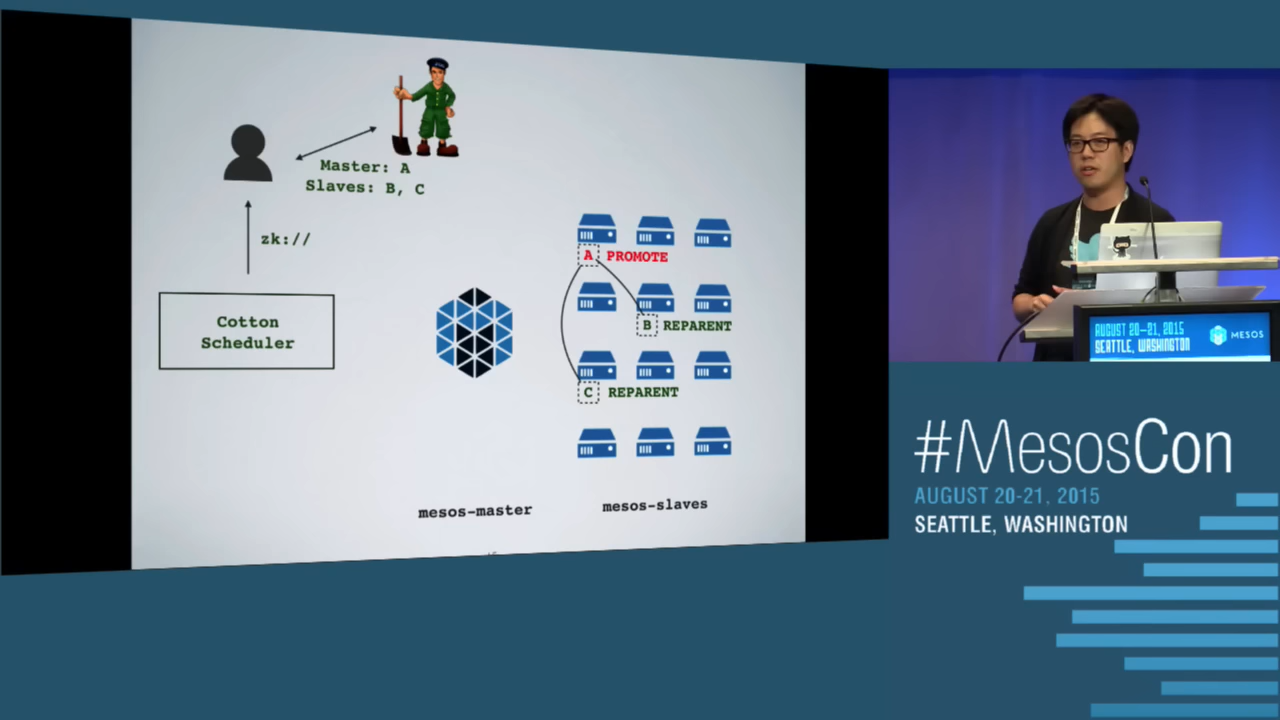 Master: A
Slaves: B, C
zk://
Cotton
Scheduler
A PROMOTE
B REPARENT
C REPARENT
mesos-master
mesos-slaves
AUGUST 20-21, 2015
SEATTLE, WASHINGTON
MESOS
#MesosCon
AUGUST 20-21, 2015
SEATTLE, WASHINGTON